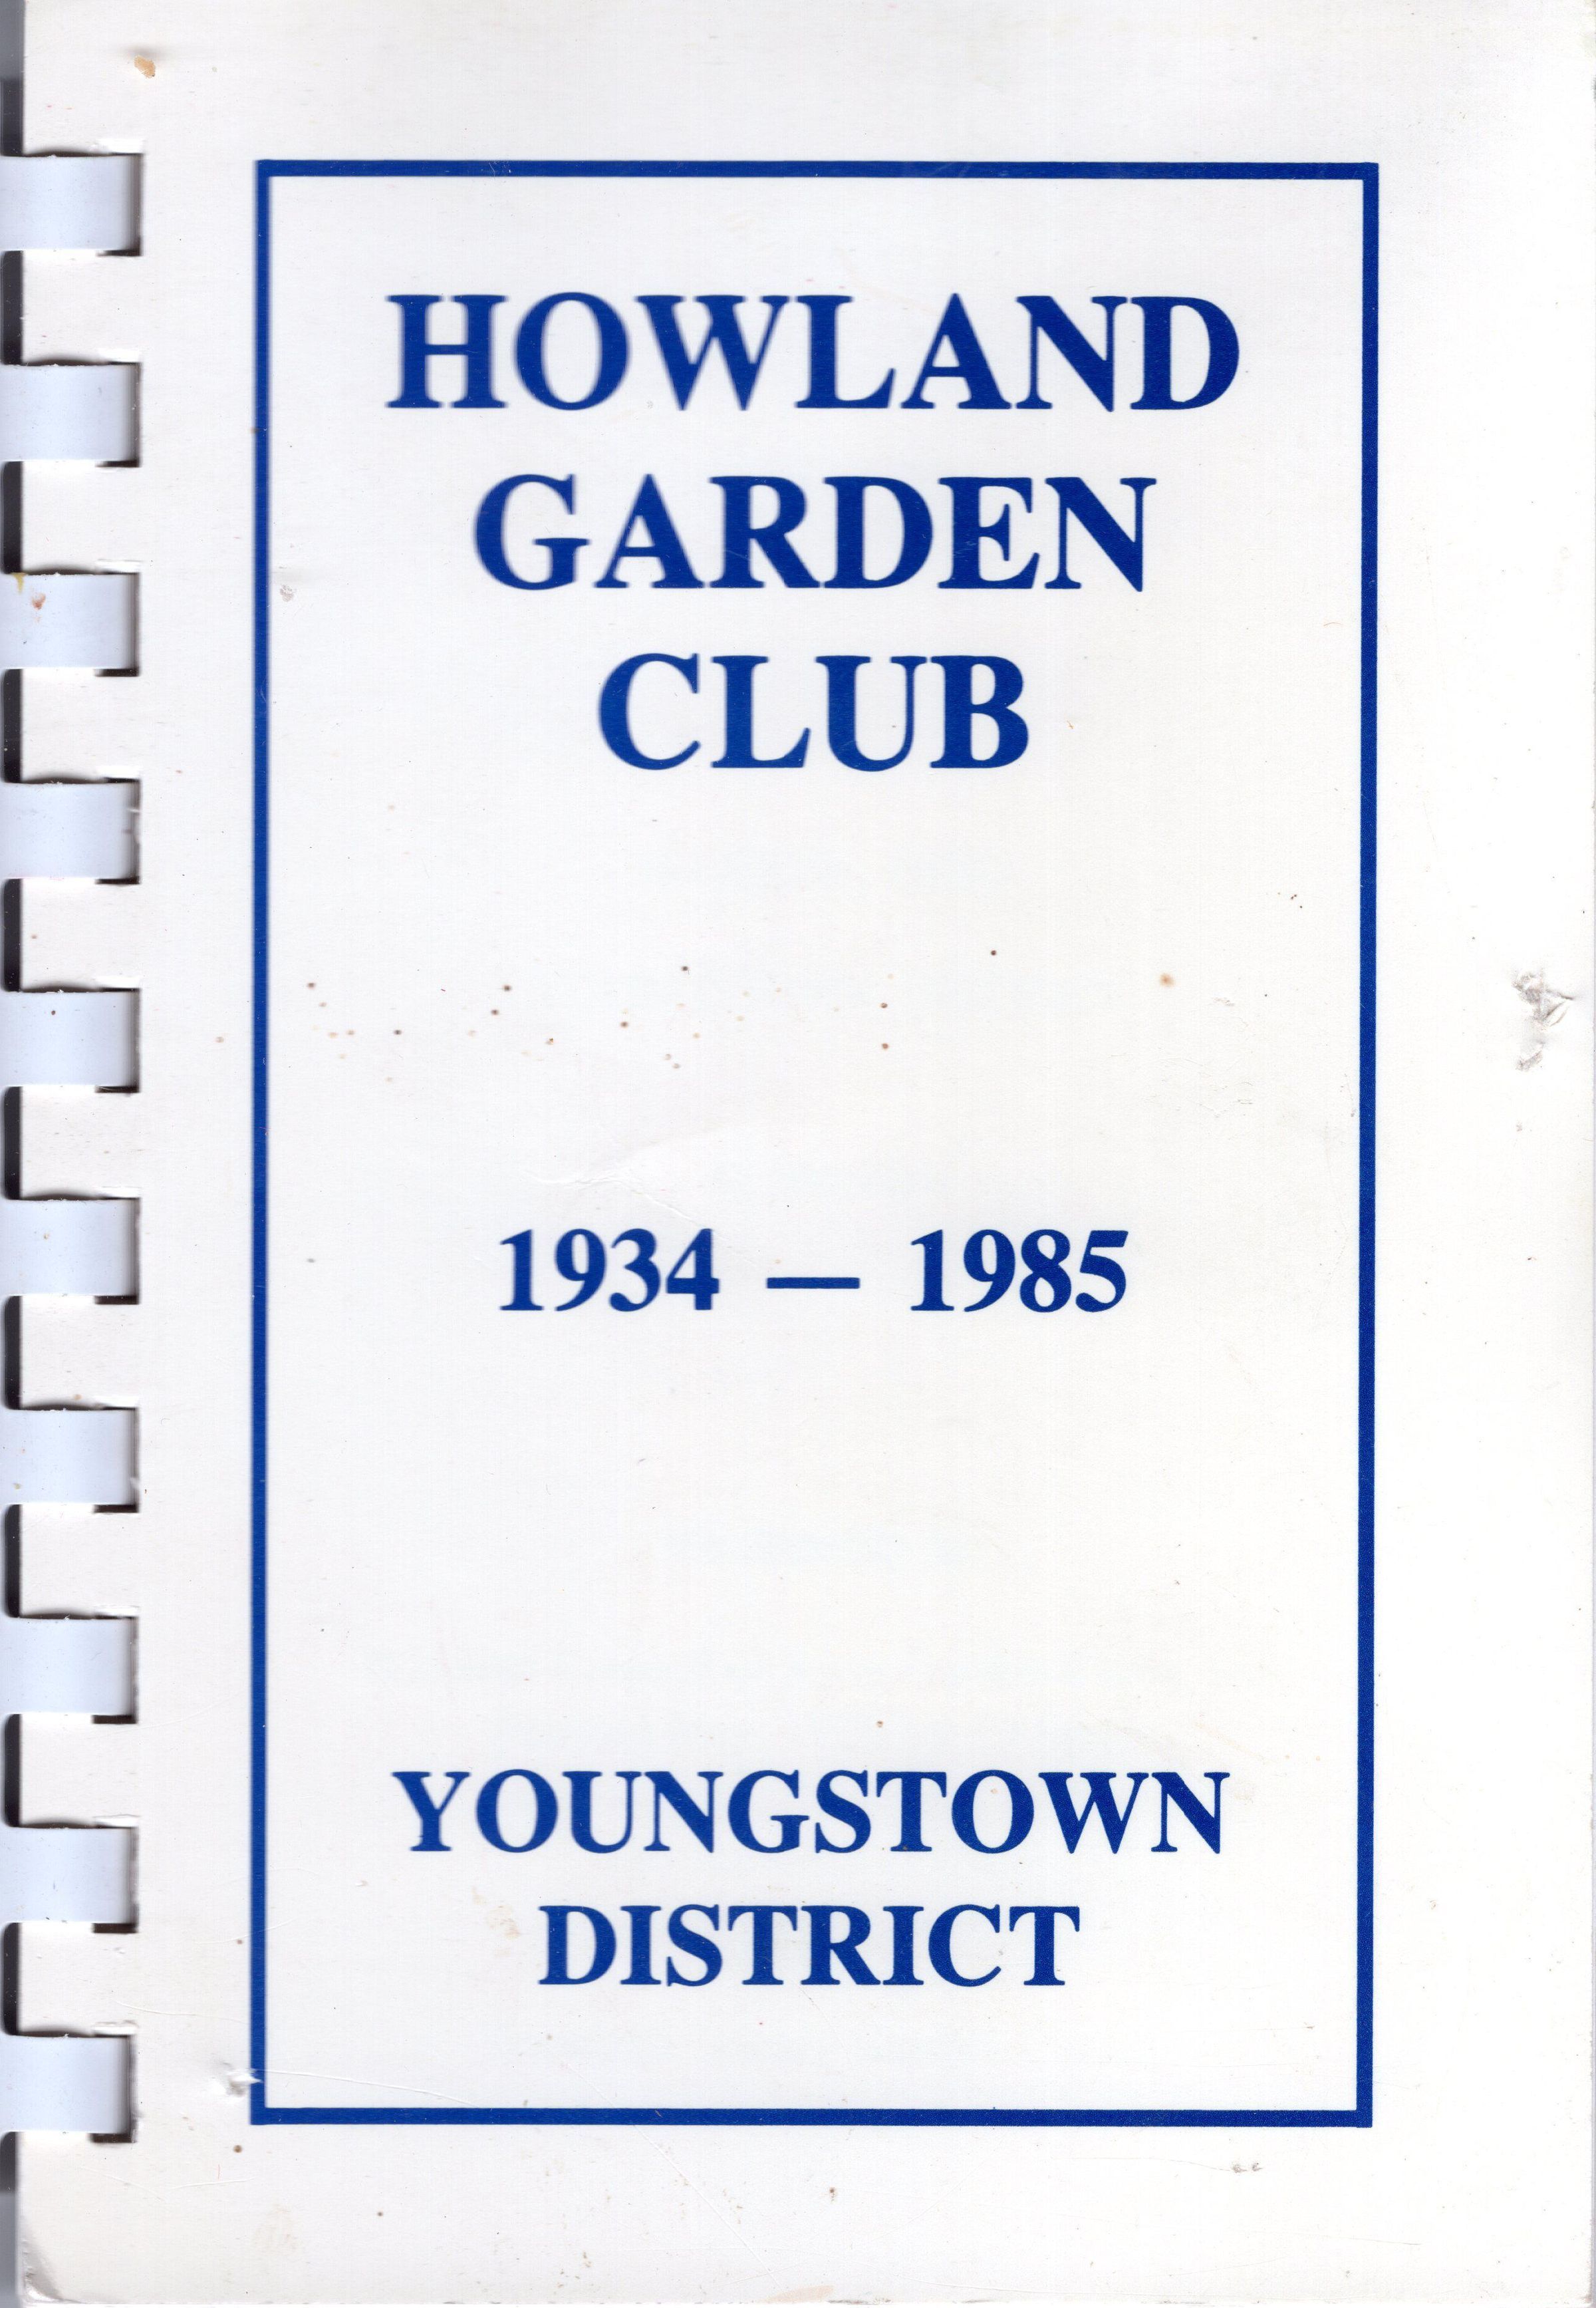 HOWLAND
GARDEN
CLUB
1934 — 1985
YOUNGSTOWN
DISTRICT